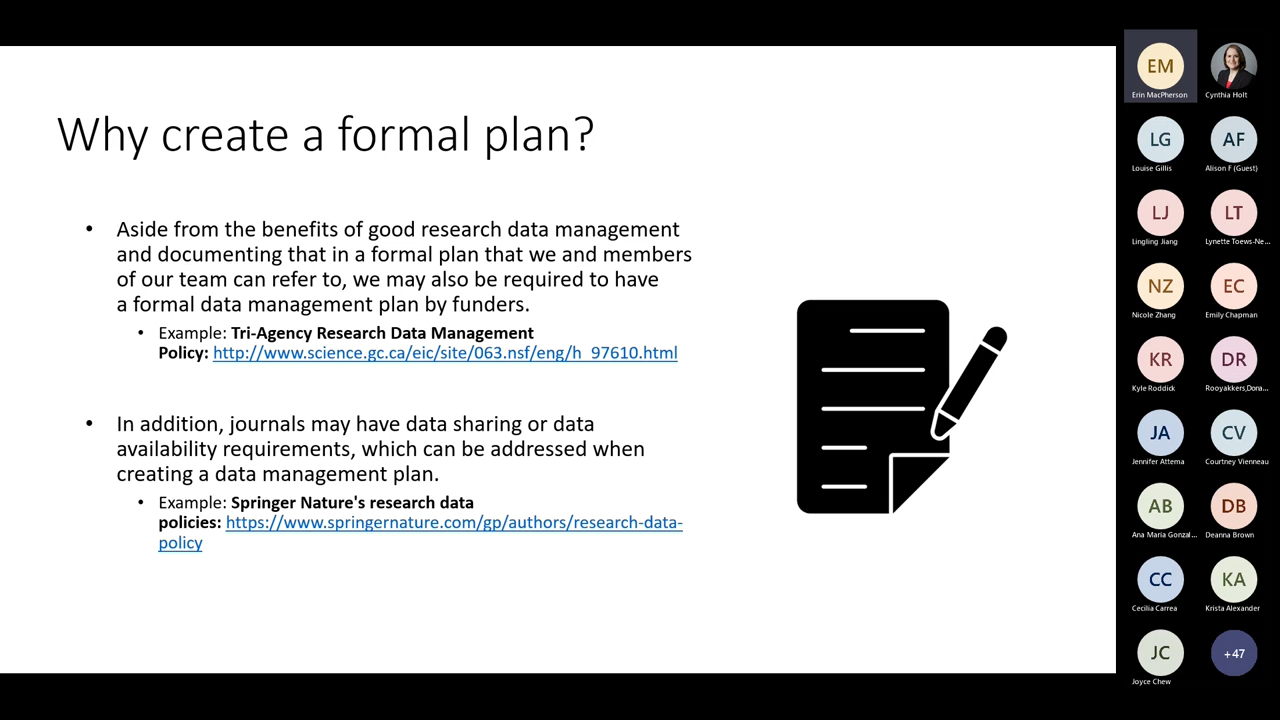 Why create a formal plan?
• Aside from the benefits of good research data management
and documenting that in a formal plan that we and members
of our team can refer to, we may also be required to have
a formal data management plan by funders.
• Example: Tri-Agency Research Data Management
Policy: http://www.science.gc.ca/eic/site/063.nsf/eng/h_97610.html
• In addition, journals may have data sharing or data
availability requirements, which can be addressed when
creating a data management plan.
• Example: Springer Nature's research data
policies: https://www.springernature.com/gp/authors/research-data-
policy
EM
Erin MacPherson
Cynthia Holt
LG
Louise Gillis
AF
Alison F (Guest)
LJ
Lingling Jiang
LT
Lynette Toews-Ne...
NZ
Nicole Zhang
EC
Emily Chapman
KR
Kyle Roddick
DR
Rooyakkers,Dona...
JA
Jennifer Attema
CV
Courtney Vienneau
AB
Ana Maria Gonzal...
DB
Deanna Brown
CC
Cecilia Carrea
KA
Krista Alexander
JC
Joyce Chew
+47